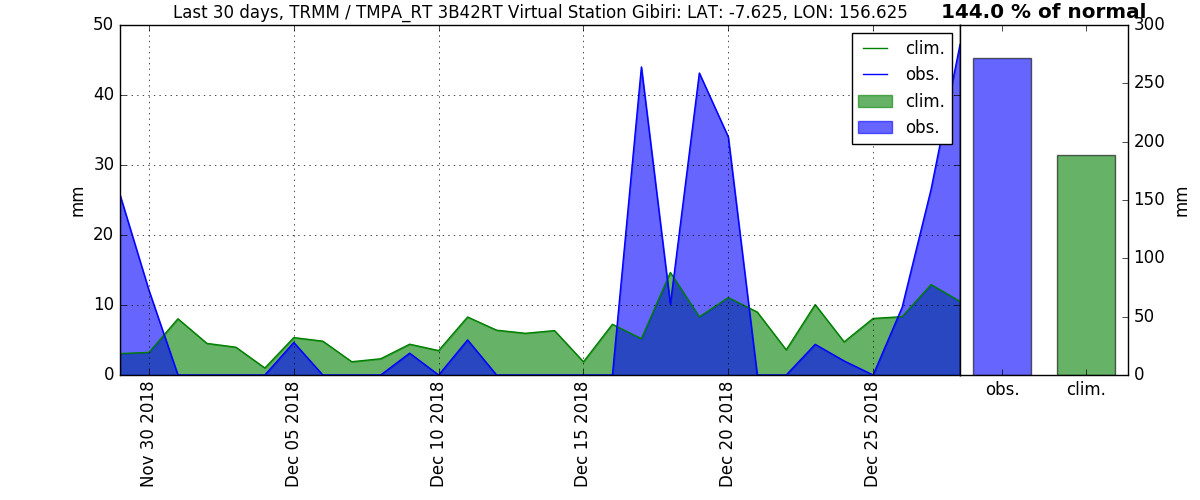 Last 30 days, TRMM / TMPA_RT 3B42RT Virtual Station Gibiri: LAT: -7.625, LON: 156.625
144.0 % of normal
50
40
30
20
10
0
mm
clim.
obs.
clim.
obs.
300
250
200
150
100
50
0
mm
Nov 30 2018
Dec 05 2018
Dec 10 2018
Dec 15 2018
Dec 20 2018
Dec 25 2018
obs.
clim.